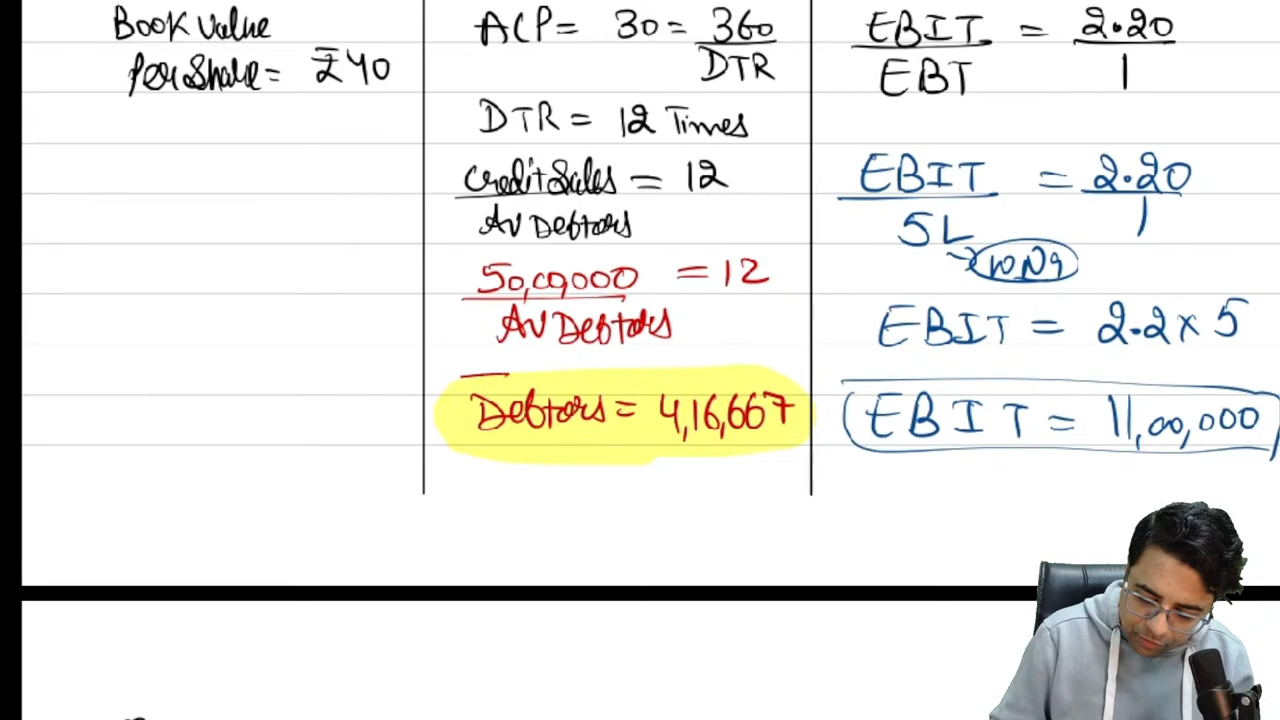 Book value
Per Share = ₹40
ACP = 30 = 360
DTR
DTR = 12 Times
Credit Sales = 12
Av Debtors
50,00,000 = 12
Av Debtors
Debtors = 4,16,667
EBIT = 2.20
EBT 1
EBIT = 2.20
5L 1
EBIT = 2.2 x 5
EBIT = 11,00,000